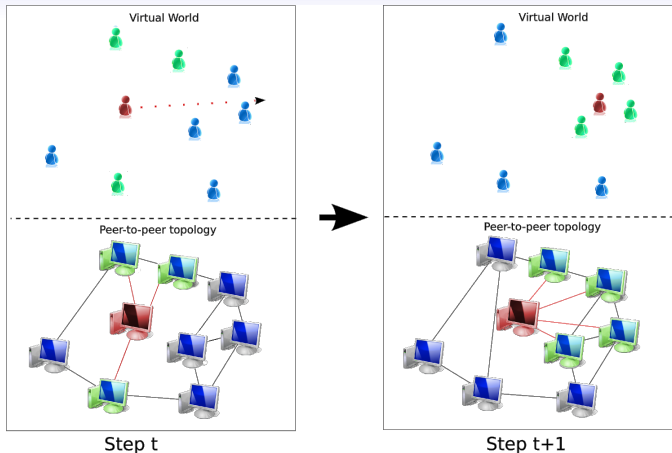 Virtual World
Peer-to-peer topology
Step t
Virtual World
Peer-to-peer topology
Step t+1